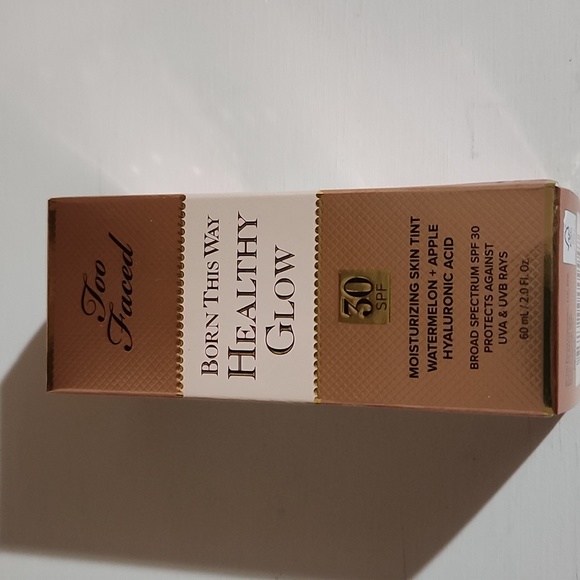 Too
Faced
BORN THIS WAY
HEALTHY
GLOW
30
SPF
MOISTURIZING SKIN TINT
WATERMELON + APPLE
HYALURONIC ACID
BROAD SPECTRUM SPF 30
PROTECTS AGAINST
UVA & UVB RAYS
60 mL / 2.0 Fl. Oz.